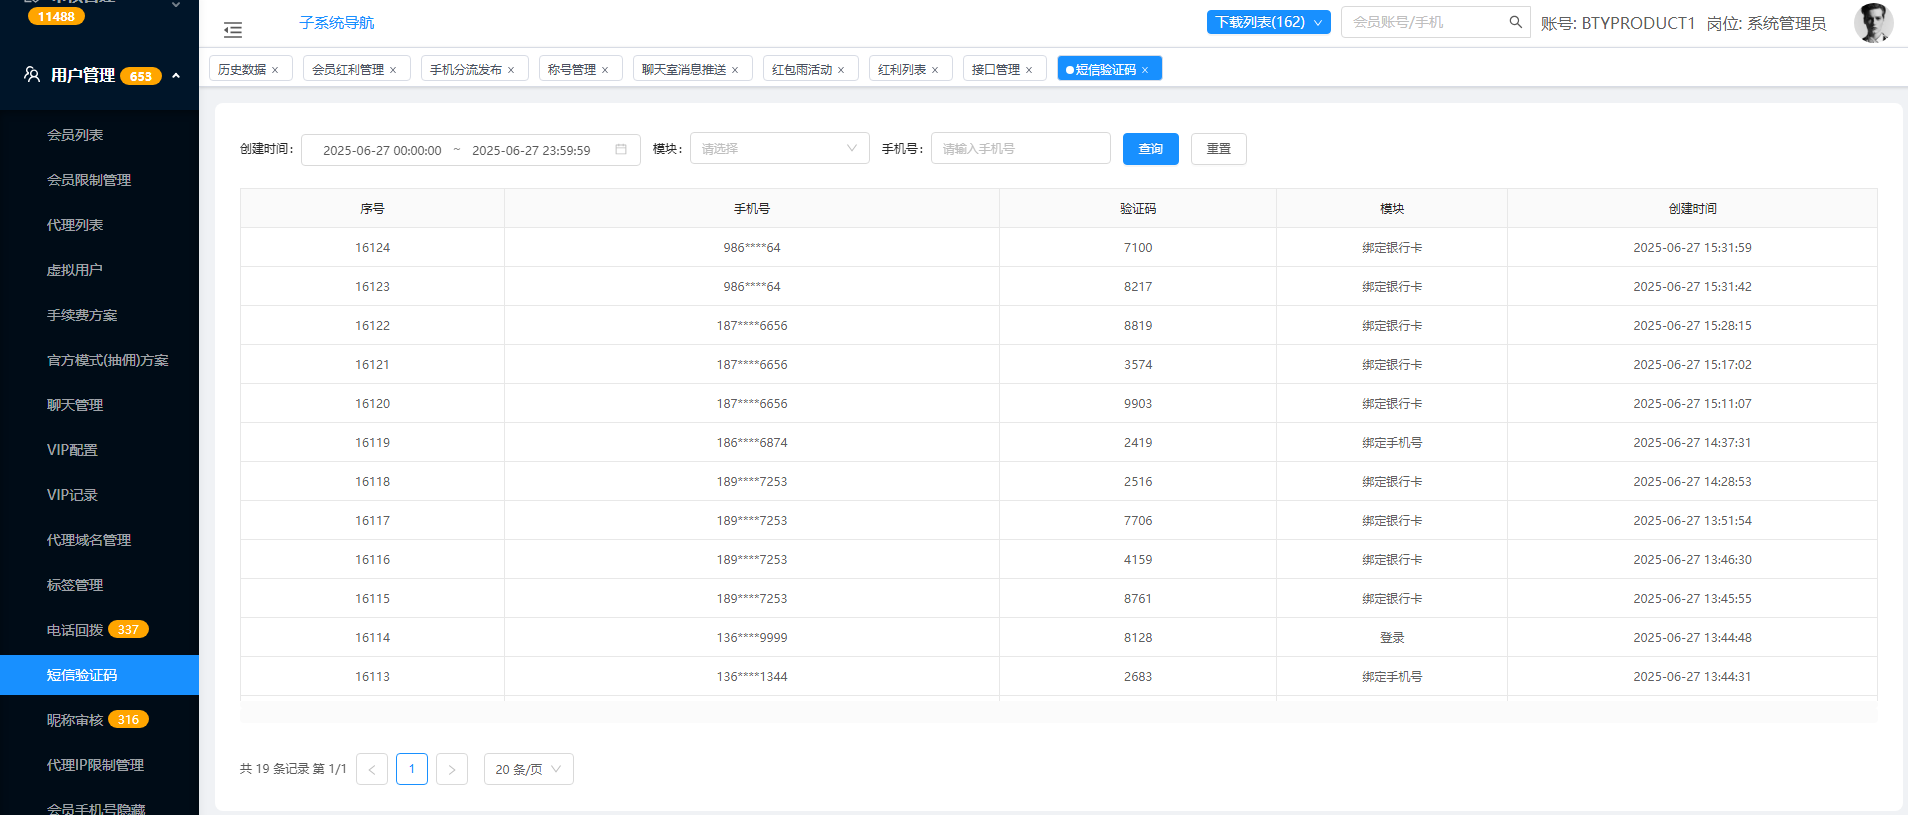 11488
子系统导航
下载列表(162)
会员账号/手机
账号: BTYPRODUCT1 岗位: 系统管理员
用户管理 653
历史数据 × 会员红利管理 × 手机分流发布 × 称号管理 × 聊天室消息推送 × 红包雨活动 × 红利列表 × 接口管理 × 短信验证码 ×
会员列表
会员限制管理
代理列表
虚拟用户
手续费方案
官方模式(抽佣)方案
聊天管理
VIP配置
VIP记录
代理域名管理
标签管理
电话回拨 337
短信验证码
昵称审核 316
代理IP限制管理
会员手机号隐藏
创建时间: 2025-06-27 00:00:00 ~ 2025-06-27 23:59:59 模块: 请选择 手机号: 请输入手机号 查询 重置
序号 手机号 验证码 模块 创建时间
16124 986****64 7100 绑定银行卡 2025-06-27 15:31:59
16123 986****64 8217 绑定银行卡 2025-06-27 15:31:42
16122 187****6656 8819 绑定银行卡 2025-06-27 15:28:15
16121 187****6656 3574 绑定银行卡 2025-06-27 15:17:02
16120 187****6656 9903 绑定银行卡 2025-06-27 15:11:07
16119 186****6874 2419 绑定手机号 2025-06-27 14:37:31
16118 189****7253 2516 绑定银行卡 2025-06-27 14:28:53
16117 189****7253 7706 绑定银行卡 2025-06-27 13:51:54
16116 189****7253 4159 绑定银行卡 2025-06-27 13:46:30
16115 189****7253 8761 绑定银行卡 2025-06-27 13:45:55
16114 136****9999 8128 登录 2025-06-27 13:44:48
16113 136****1344 2683 绑定手机号 2025-06-27 13:44:31
共 19 条记录 第 1/1 < 1 > 20 条/页